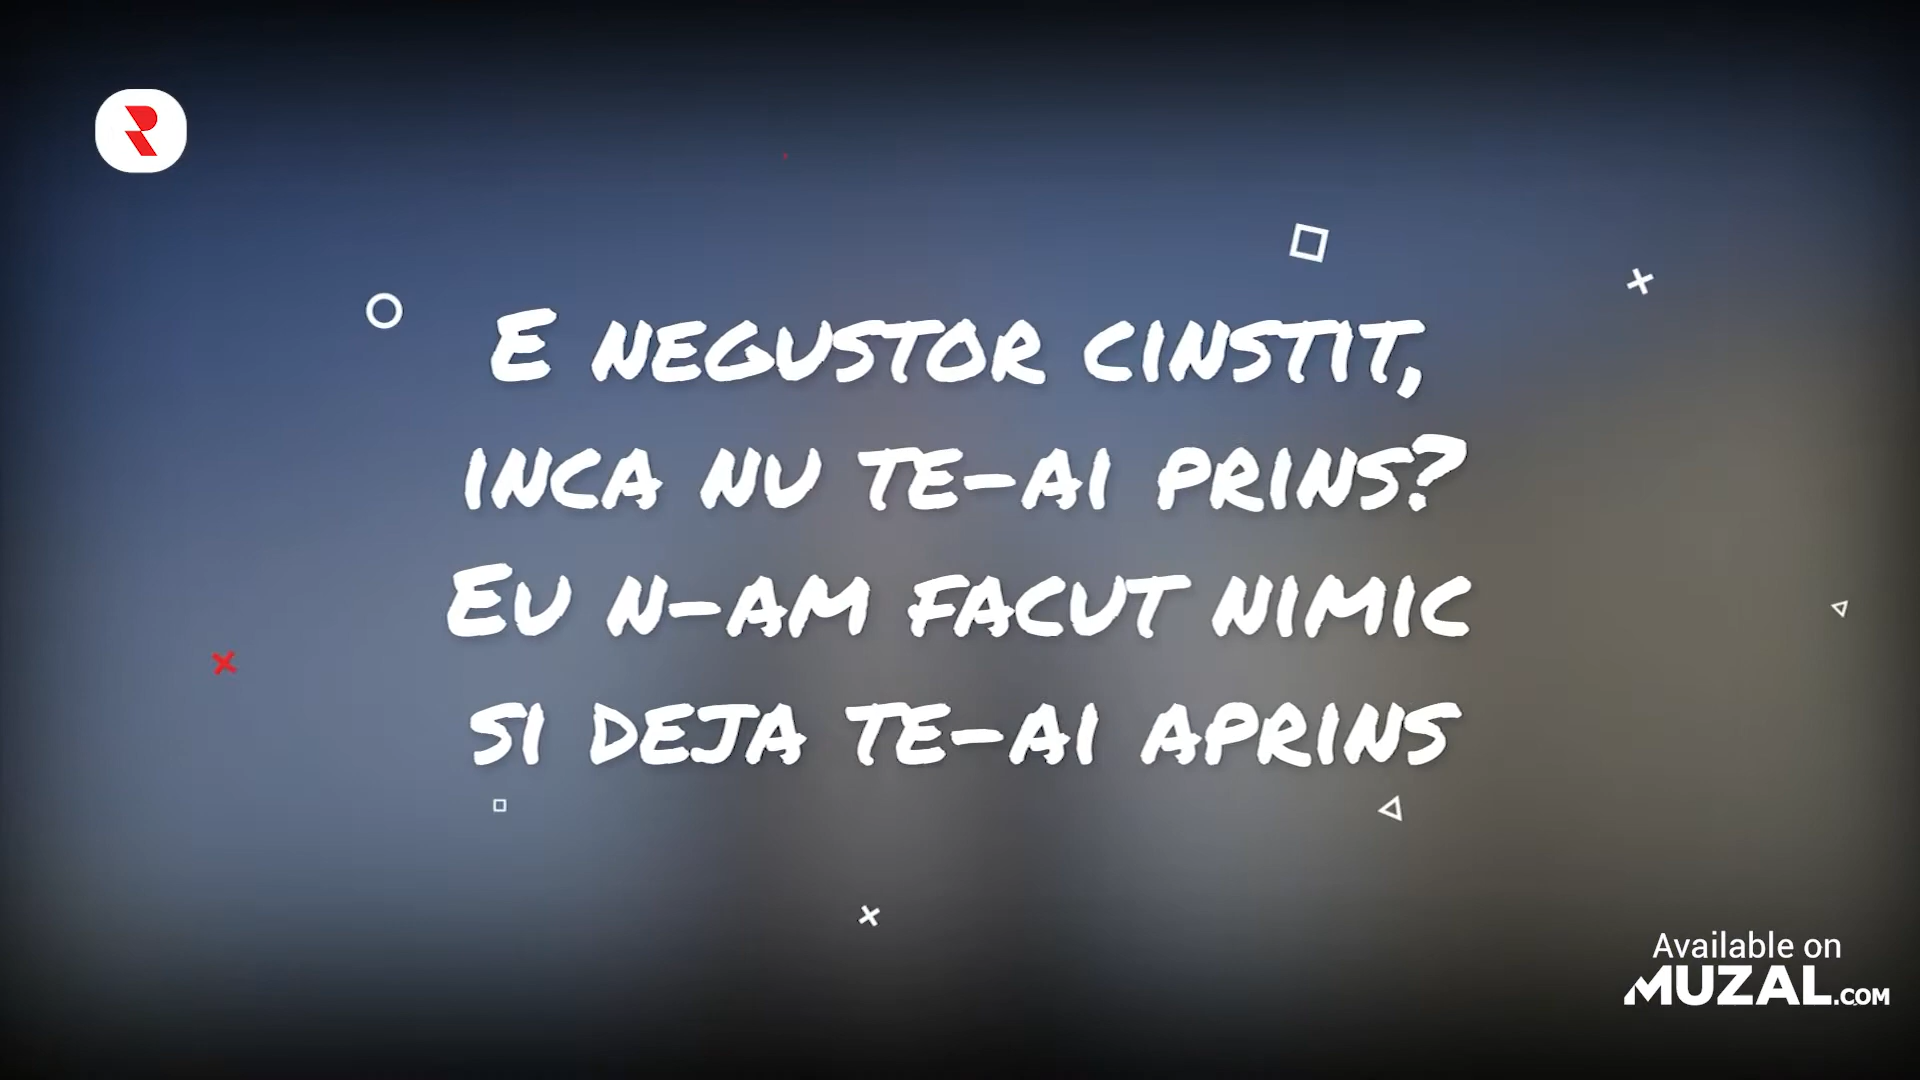 E negustor cinstit,
inca nu te-ai prins?
Eu n-am facut nimic
si deja te-ai aprins
Available on
MUZAL.COM